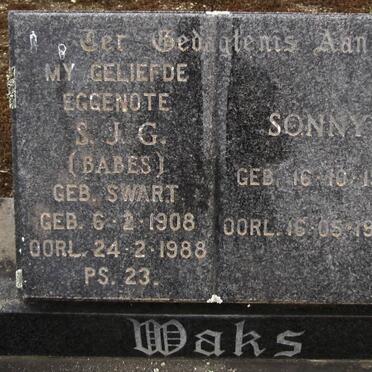 Ter Gedagtenis Aan
MY GELIEFDE
EGGENOTE
S. J. G.
(BABES)
GEB. SWART
GEB. 6-2-1908
OORL. 24-2-1988
PS. 23.
SONNY
GEB. 16-10-1
OORL. 16-05-19
Waks